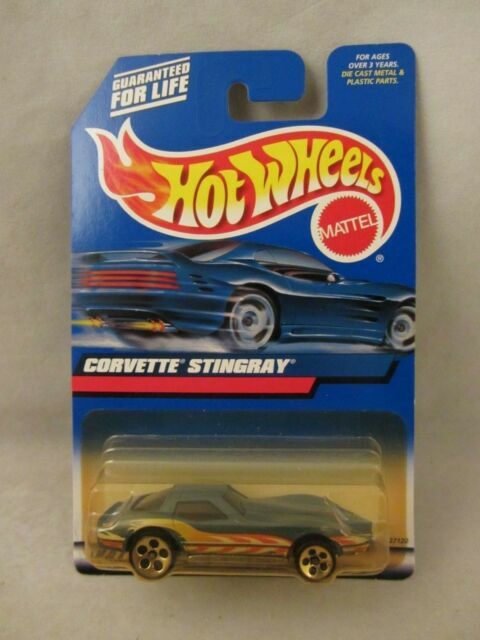 GUARANTEED
FOR LIFE
FOR AGES
OVER 3 YEARS.
DIE CAST METAL &
PLASTIC PARTS.
HOT WHEELS
MATTEL
®
CORVETTE® STINGRAY®
27120